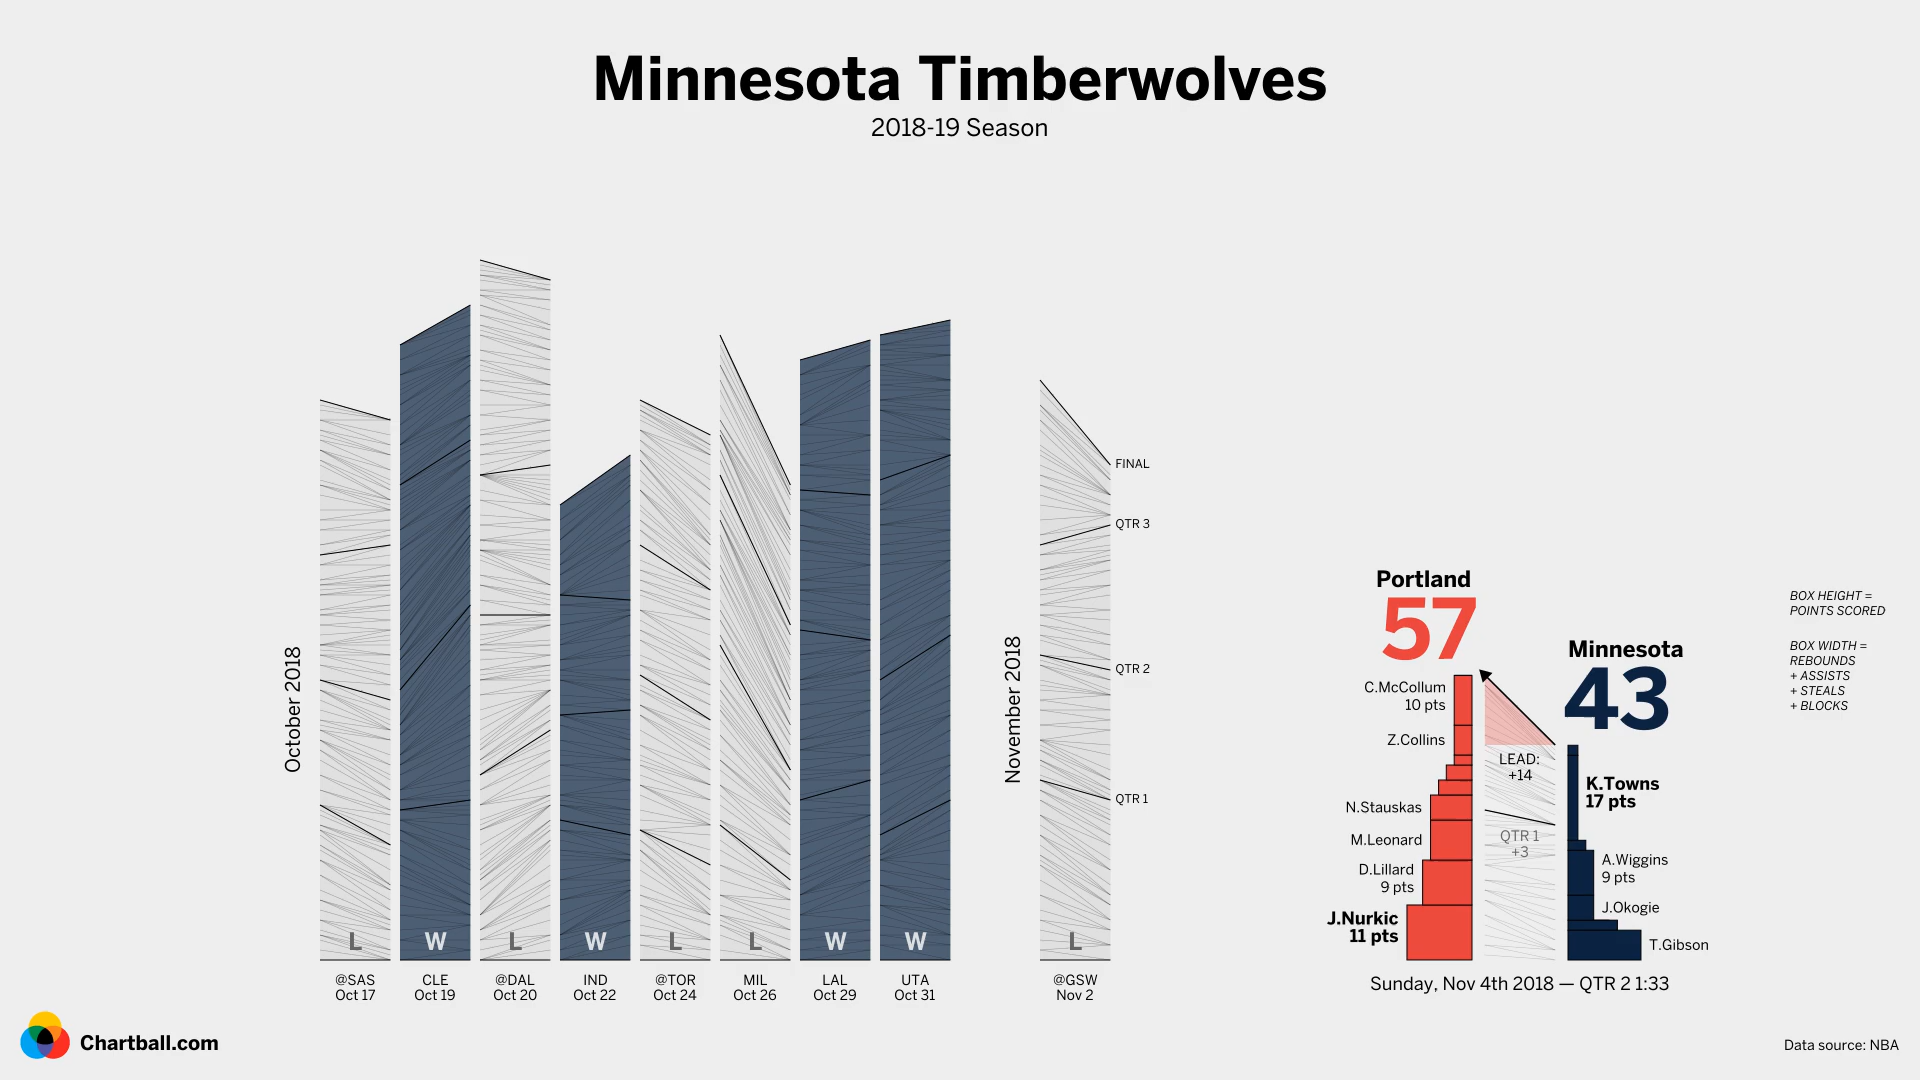 Minnesota Timberwolves
2018-19 Season
October 2018
L
W
L
W
L
L
W
W
@SAS
Oct 17
CLE
Oct 19
@DAL
Oct 20
IND
Oct 22
@TOR
Oct 24
MIL
Oct 26
LAL
Oct 29
UTA
Oct 31
November 2018
FINAL
QTR 3
QTR 2
QTR 1
L
@GSW
Nov 2
Portland
57
C.McCollum
10 pts
Z.Collins
N.Stauskas
M.Leonard
D.Lillard
9 pts
J.Nurkic
11 pts
LEAD:
+14
QTR 1
+3
Minnesota
43
K.Towns
17 pts
A.Wiggins
9 pts
J.Okogie
T.Gibson
Sunday, Nov 4th 2018 — QTR 2 1:33
BOX HEIGHT =
POINTS SCORED
BOX WIDTH =
REBOUNDS
+ ASSISTS
+ STEALS
+ BLOCKS
Chartball.com
Data source: NBA